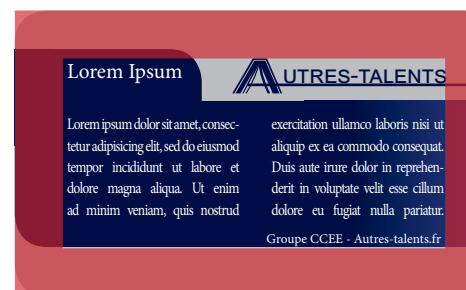 Lorem Ipsum
AUTRES-TALENTS
Lorem ipsum dolor sit amet, consec-
tetur adipisicing elit, sed do eiusmod
tempor incididunt ut labore et
dolore magna aliqua. Ut enim
ad minim veniam, quis nostrud
exercitation ullamco laboris nisi ut
aliquip ex ea commodo consequat.
Duis aute irure dolor in reprehen-
derit in voluptate velit esse cillum
dolore eu fugiat nulla pariatur.
Groupe CCEE - Autres-talents.fr